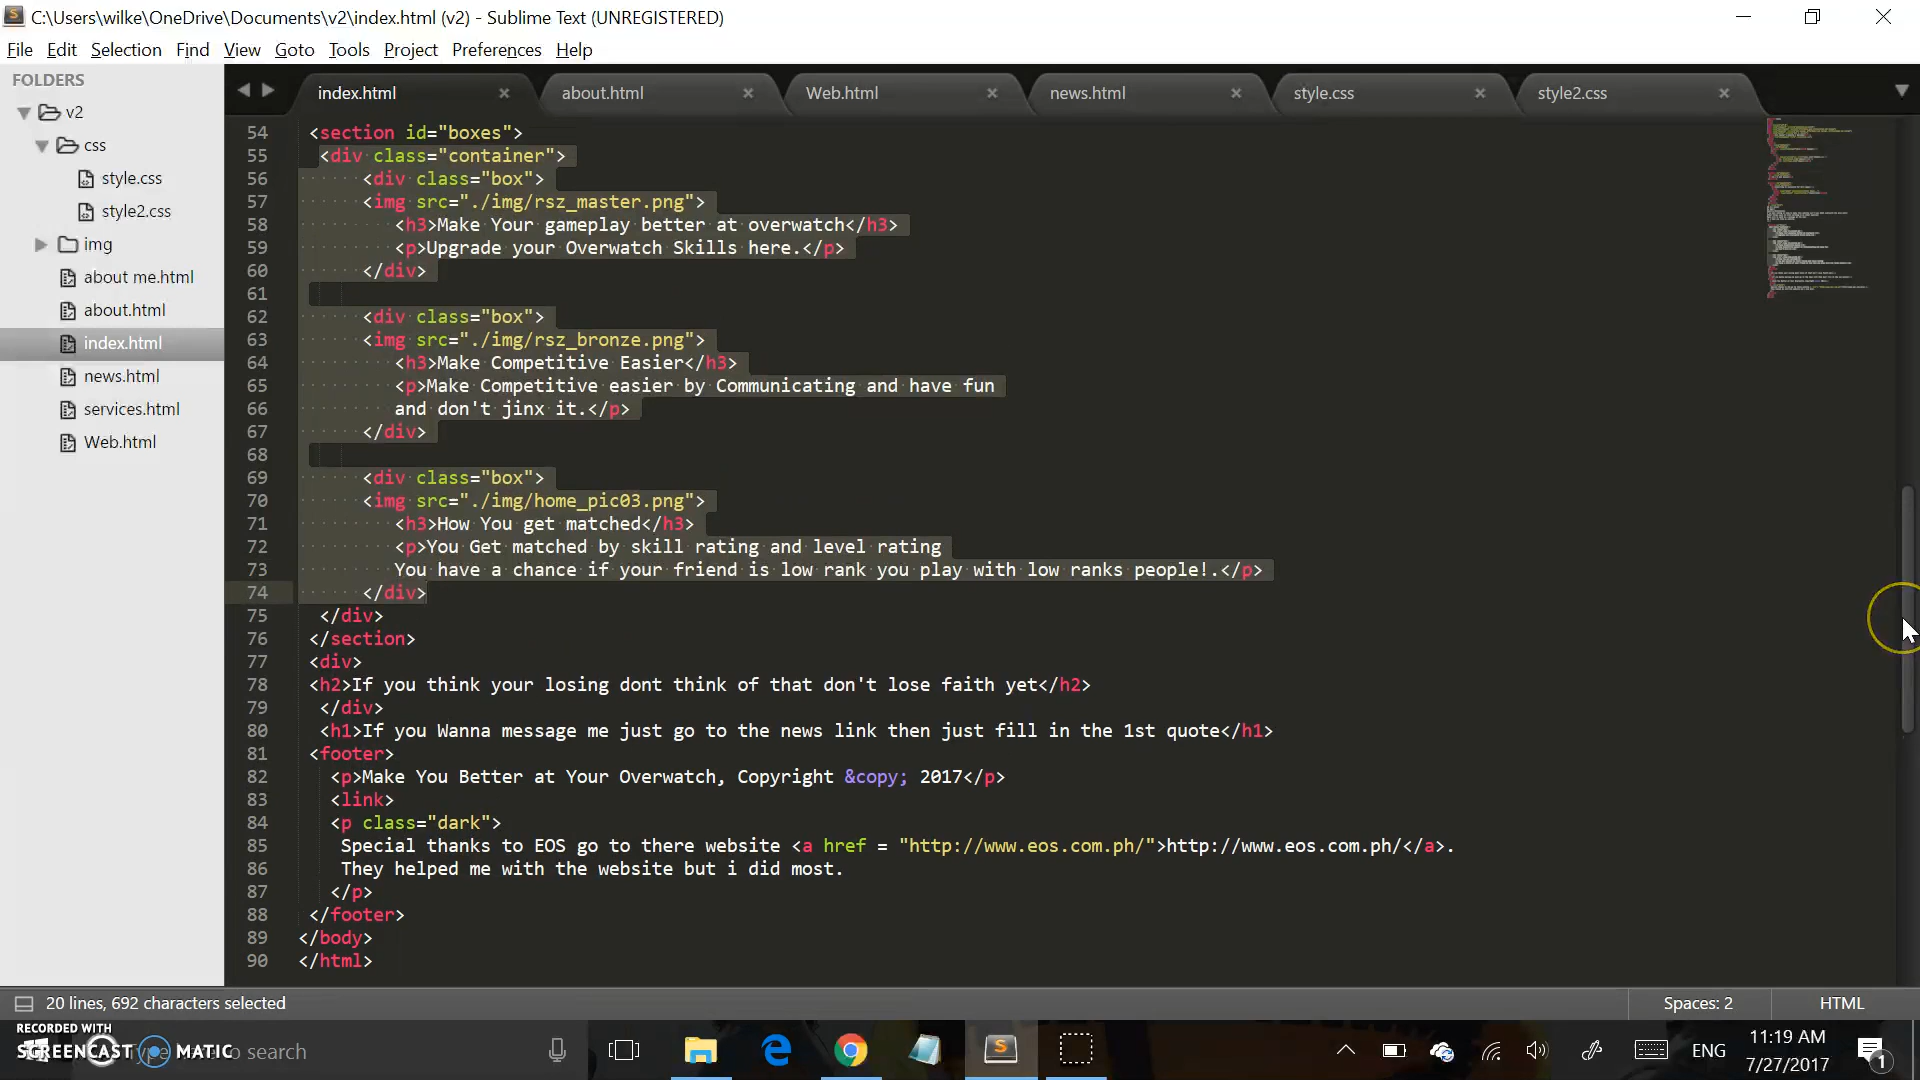 C:\Users\wilke\OneDrive\Documents\v2\index.html (v2) - Sublime Text (UNREGISTERED)
File Edit Selection Find View Goto Tools Project Preferences Help
FOLDERS
v2
css
style.css
style2.css
img
about me.html
about.html
index.html
news.html
services.html
Web.html
index.html about.html Web.html news.html style.css style2.css
54 <section id="boxes">
55 <div class="container">
56 <div class="box">
57 <img src="./img/rsz_master.png">
58 <h3>Make Your gameplay better at overwatch</h3>
59 <p>Upgrade your Overwatch Skills here.</p>
60 </div>
61
62 <div class="box">
63 <img src="./img/rsz_bronze.png">
64 <h3>Make Competitive Easier</h3>
65 <p>Make Competitive easier by Communicating and have fun
66 and don't jinx it.</p>
67 </div>
68
69 <div class="box">
70 <img src="./img/home_pic03.png">
71 <h3>How You get matched</h3>
72 <p>You Get matched by skill rating and level rating
73 You have a chance if your friend is low rank you play with low ranks people!.</p>
74 </div>
75 </div>
76 </section>
77 <div>
78 <h2>If you think your losing dont think of that don't lose faith yet</h2>
79 </div>
80 <h1>If you Wanna message me just go to the news link then just fill in the 1st quote</h1>
81 <footer>
82 <p>Make You Better at Your Overwatch, Copyright &copy; 2017</p>
83 <link>
84 <p class="dark">
85 Special thanks to EOS go to there website <a href = "http://www.eos.com.ph/">http://www.eos.com.ph/</a>.
86 They helped me with the website but i did most.
87 </p>
88 </footer>
89 </body>
90 </html>
20 lines, 692 characters selected
Spaces: 2
HTML
RECORDED WITH
SCREENCAST MATIC
Type here to search
ENG
11:19 AM
7/27/2017
1